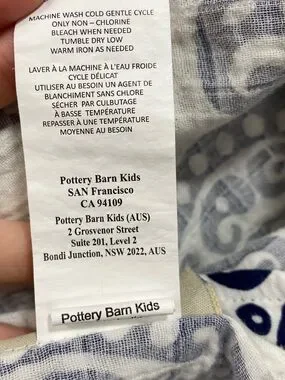 MACHINE WASH COLD GENTLE CYCLE
ONLY NON – CHLORINE
BLEACH WHEN NEEDED
TUMBLE DRY LOW
WARM IRON AS NEEDED
LAVER À LA MACHINE À L'EAU FROIDE
CYCLE DÉLICAT
UTILISER AU BESOIN UN AGENT DE
BLANCHIMENT SANS CHLORE
SÉCHER PAR CULBUTAGE
À BASSE TEMPÉRATURE
REPASSER À UNE TEMPÉRATURE
MOYENNE AU BESOIN
Pottery Barn Kids
SAN Francisco
CA 94109
Pottery Barn Kids (AUS)
2 Grosvenor Street
Suite 201, Level 2
Bondi Junction, NSW 2022, AUS
Pottery Barn Kids